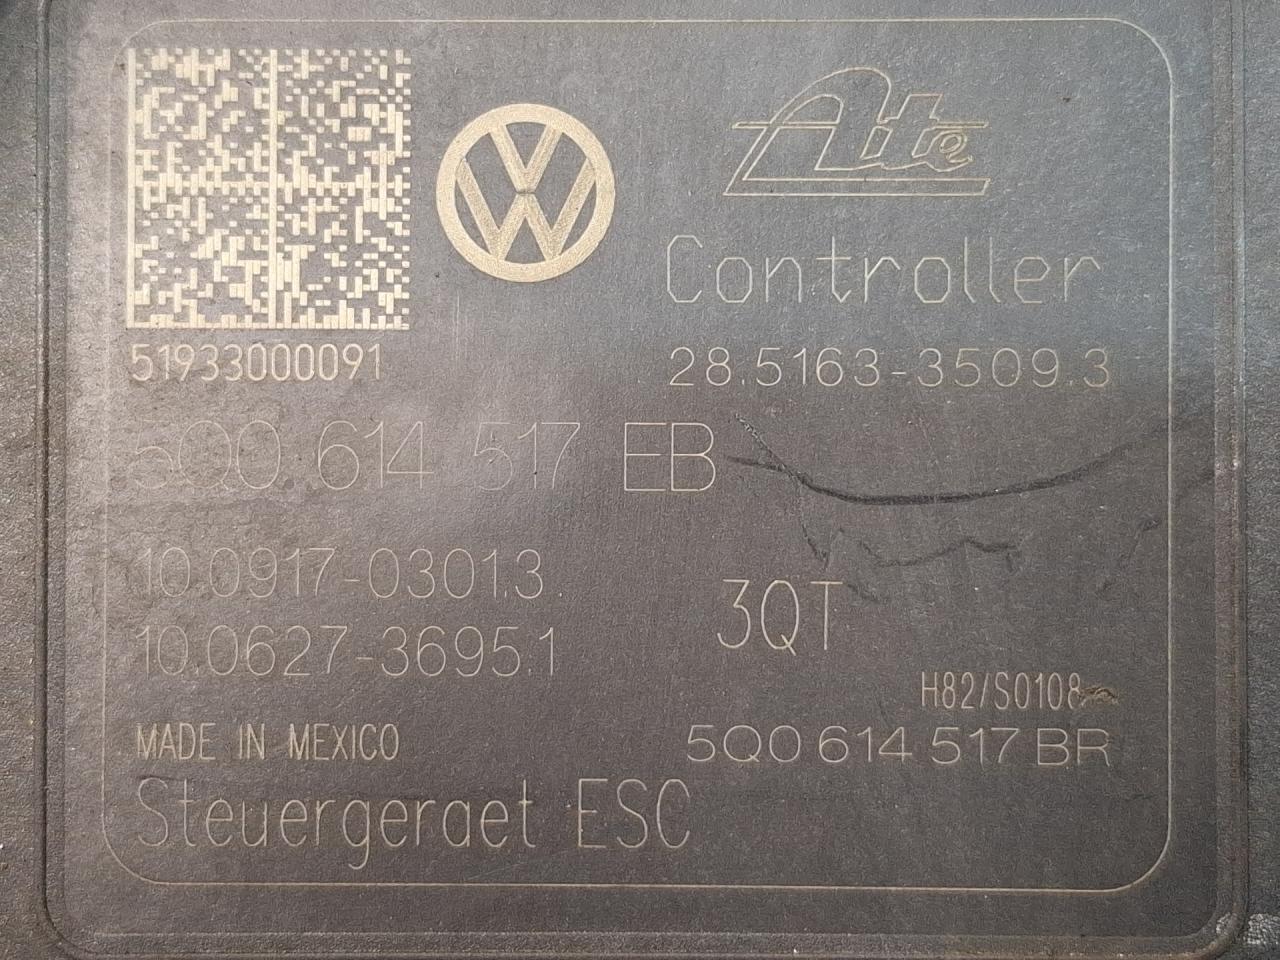 Ate
Controller
51933000091
28.5163-3509.3
5Q0 614 517 EB
10.0917-0301.3
3QT
10.0627-3695.1
H82/S0108
MADE IN MEXICO
5Q0 614 517 BR
Steuergeraet ESC